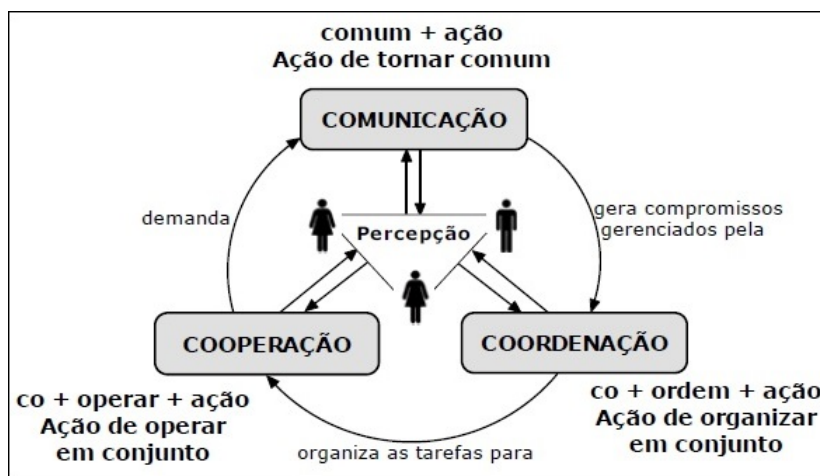 comum + ação
Ação de tornar comum
COMUNICAÇÃO
demanda
gera compromissos
gerenciados pela
Percepção
COOPERAÇÃO
COORDENAÇÃO
co + operar + ação
Ação de operar
em conjunto
co + ordem + ação
Ação de organizar
em conjunto
organiza as tarefas para